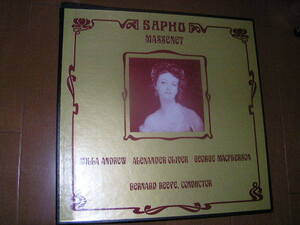 SAPHO
MASSENET
MILLA ANDREW ALEXANDER OLIVER GEORGE MACPHERSON
BERNARD KEEFE, CONDUCTOR